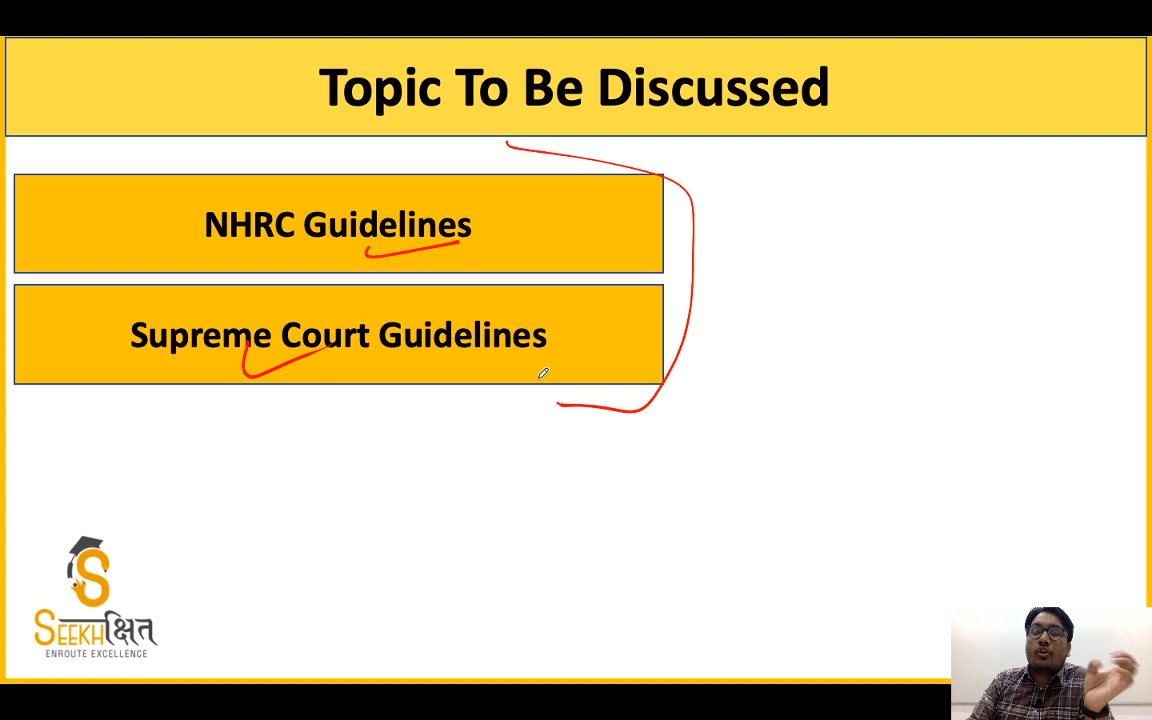 Topic To Be Discussed
NHRC Guidelines
Supreme Court Guidelines
S
SEEKHक्षित
ENROUTE EXCELLENCE